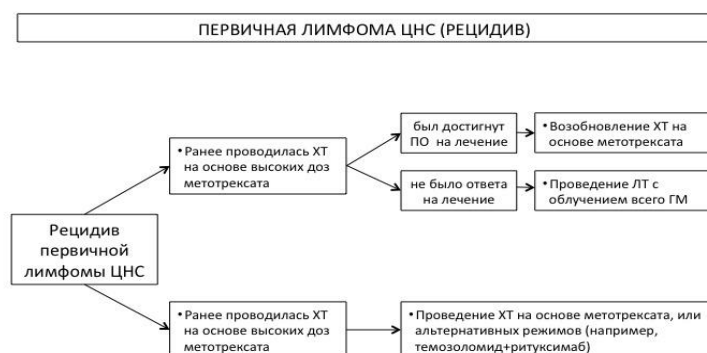 ПЕРВИЧНАЯ ЛИМФОМА ЦНС (РЕЦИДИВ)
Рецидив
первичной
лимфомы ЦНС
• Ранее проводилась ХТ
на основе высоких доз
метотрексата
был достигнут
ПО на лечение
• Возобновление ХТ на
основе метотрексата
не было ответа
на лечение
• Проведение ЛТ с
облучением всего ГМ
• Ранее проводилась ХТ
на основе высоких доз
метотрексата
• Проведение ХТ на основе метотрексата, или
альтернативных режимов (например,
темозоломид+ритуксимаб)